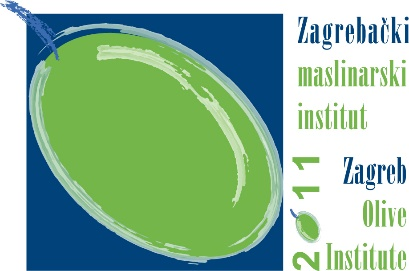 Zagrebački
maslinarski
institut
2011
Zagreb
Olive
Institute